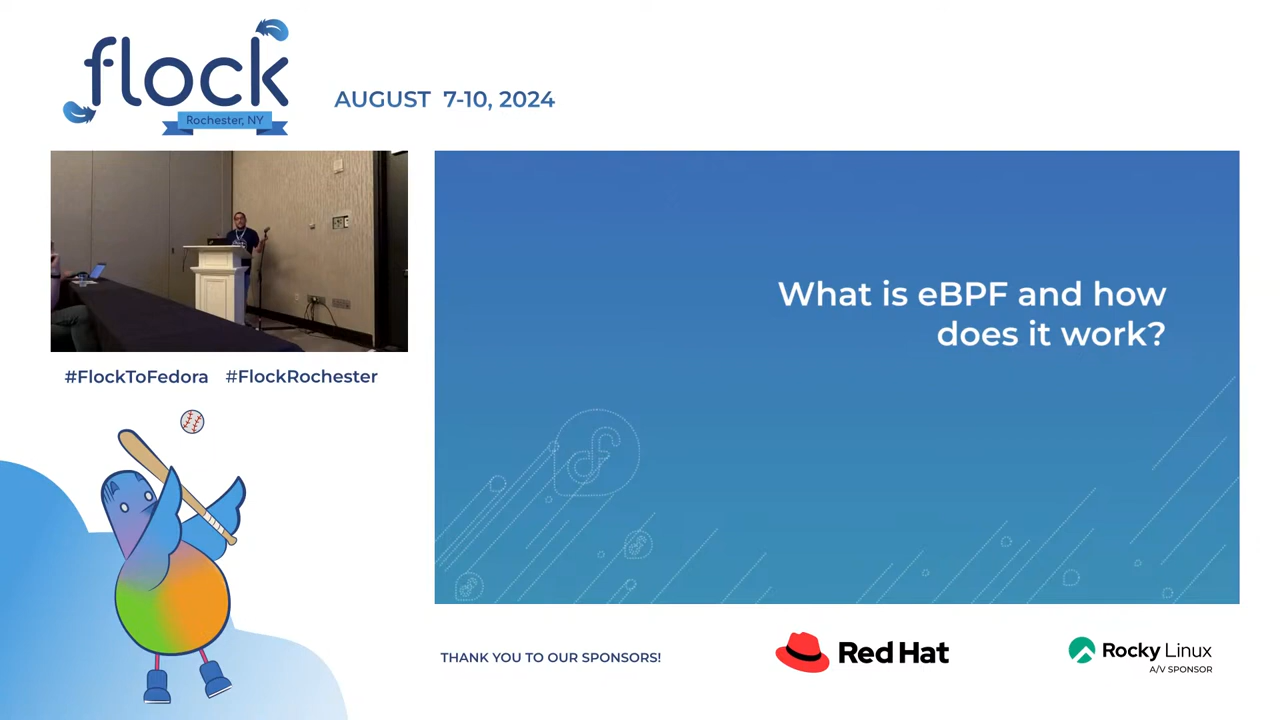 flock
Rochester, NY
AUGUST 7-10, 2024
What is eBPF and how
does it work?
#FlockToFedora #FlockRochester
THANK YOU TO OUR SPONSORS!
Red Hat
Rocky Linux
A/V SPONSOR